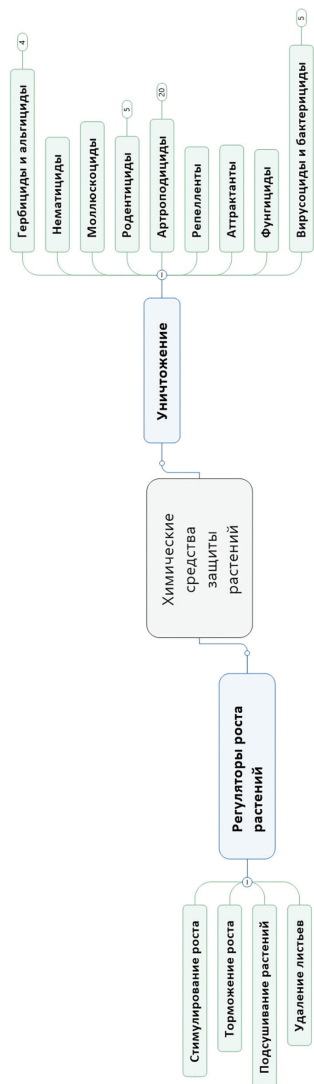 Химические
средства
защиты
растений
Уничтожение
Гербициды и альгициды
4
Нематициды
Моллюскоциды
Родентициды
5
Артроподициды
20
Репелленты
Аттрактанты
Фунгициды
Вирусоциды и бактерициды
5
Регуляторы роста
растений
Стимулирование роста
Торможение роста
Подсушивание растений
Удаление листьев